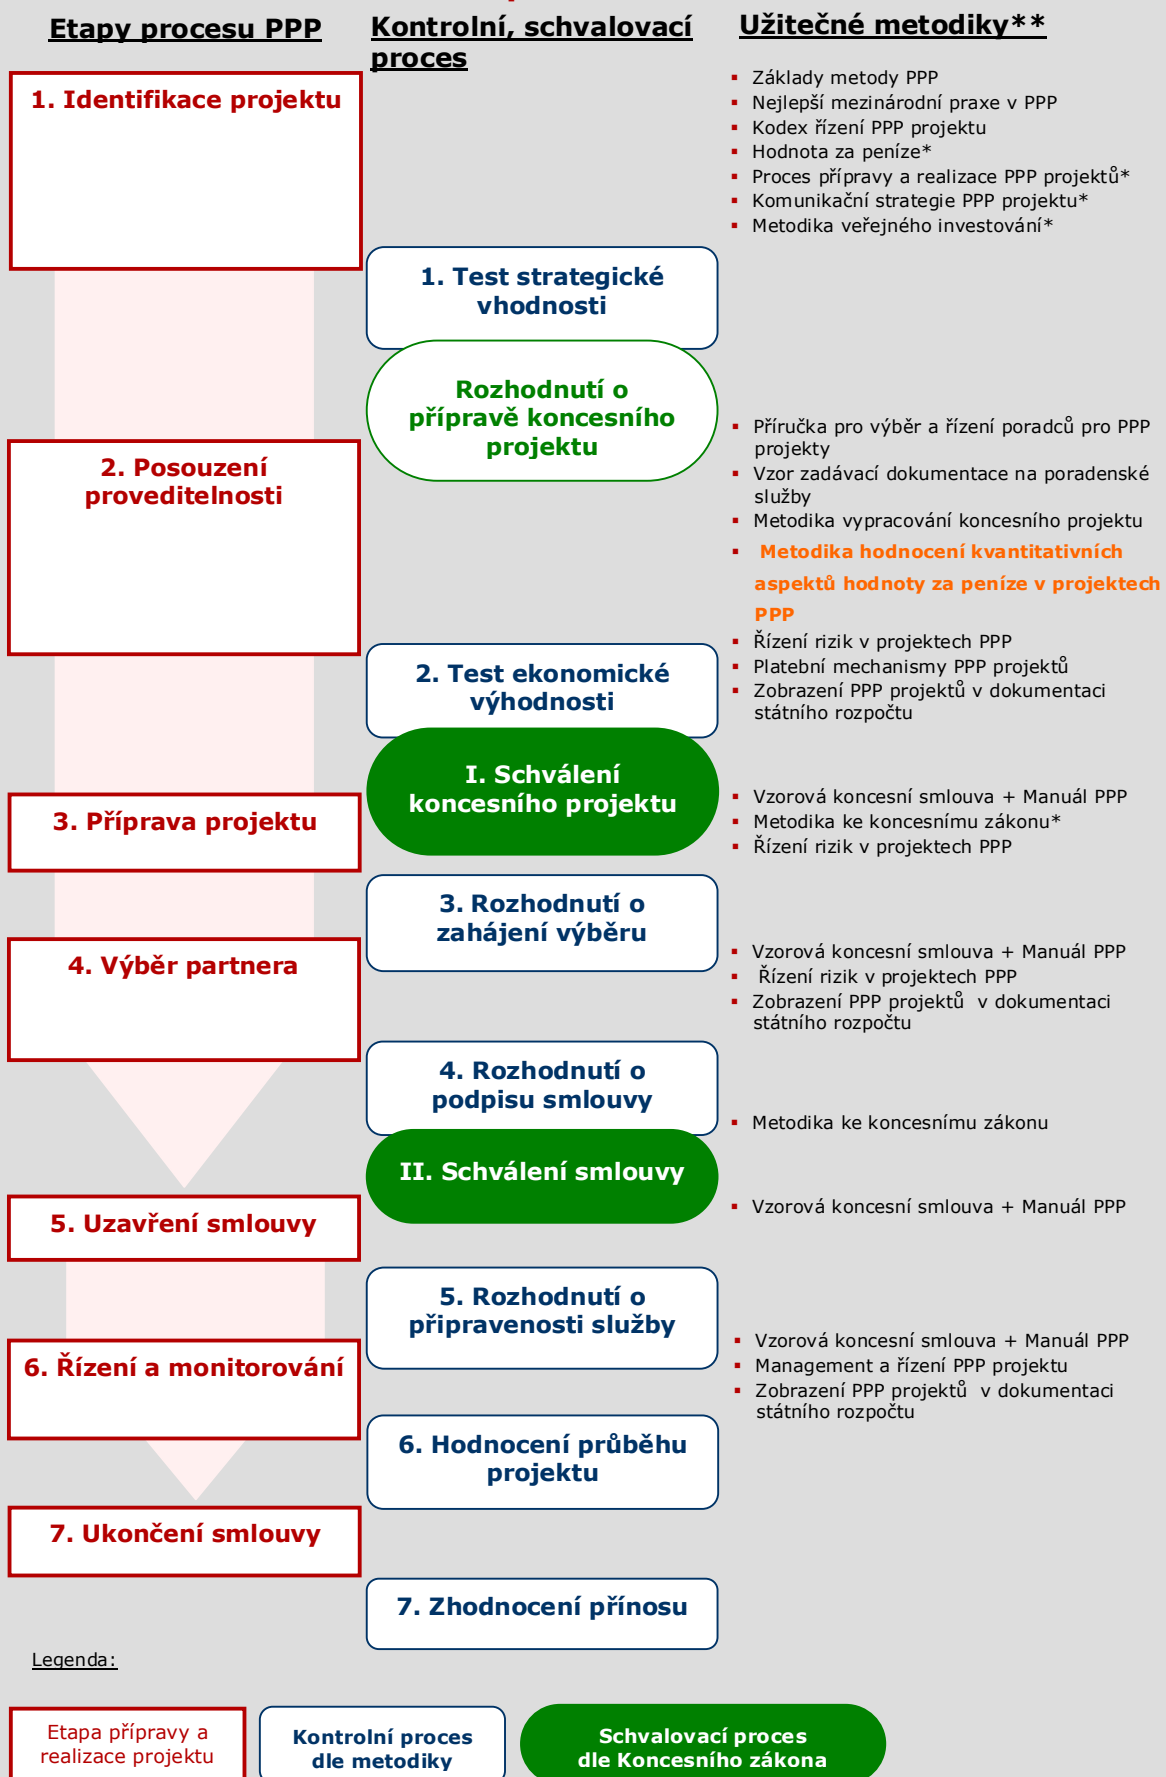 Etapy procesu PPP
Kontrolní, schvalovací
proces
Užitečné metodiky**
1. Identifikace projektu
▪ Základy metody PPP
▪ Nejlepší mezinárodní praxe v PPP
▪ Kodex řízení PPP projektu
▪ Hodnota za peníze*
▪ Proces přípravy a realizace PPP projektů*
▪ Komunikační strategie PPP projektu*
▪ Metodika veřejného investování*
1. Test strategické
vhodnosti
Rozhodnutí o
přípravě koncesního
projektu
2. Posouzení
proveditelnosti
▪ Příručka pro výběr a řízení poradců pro PPP
projekty
▪ Vzor zadávací dokumentace na poradenské
služby
▪ Metodika vypracování koncesního projektu
▪ Metodika hodnocení kvantitativních
aspektů hodnoty za peníze v projektech
PPP
▪ Řízení rizik v projektech PPP
▪ Platební mechanismy PPP projektů
▪ Zobrazení PPP projektů v dokumentaci
státního rozpočtu
2. Test ekonomické
výhodnosti
I. Schválení
koncesního projektu
3. Příprava projektu
▪ Vzorová koncesní smlouva + Manuál PPP
▪ Metodika ke koncesnímu zákonu*
▪ Řízení rizik v projektech PPP
3. Rozhodnutí o
zahájení výběru
4. Výběr partnera
▪ Vzorová koncesní smlouva + Manuál PPP
▪ Řízení rizik v projektech PPP
▪ Zobrazení PPP projektů v dokumentaci
státního rozpočtu
4. Rozhodnutí o
podpisu smlouvy
▪ Metodika ke koncesnímu zákonu
II. Schválení smlouvy
5. Uzavření smlouvy
▪ Vzorová koncesní smlouva + Manuál PPP
5. Rozhodnutí o
připravenosti služby
6. Řízení a monitorování
▪ Vzorová koncesní smlouva + Manuál PPP
▪ Management a řízení PPP projektu
▪ Zobrazení PPP projektů v dokumentaci
státního rozpočtu
6. Hodnocení průběhu
projektu
7. Ukončení smlouvy
7. Zhodnocení přínosu
Legenda:
Etapa přípravy a
realizace projektu
Kontrolní proces
dle metodiky
Schvalovací proces
dle Koncesního zákona